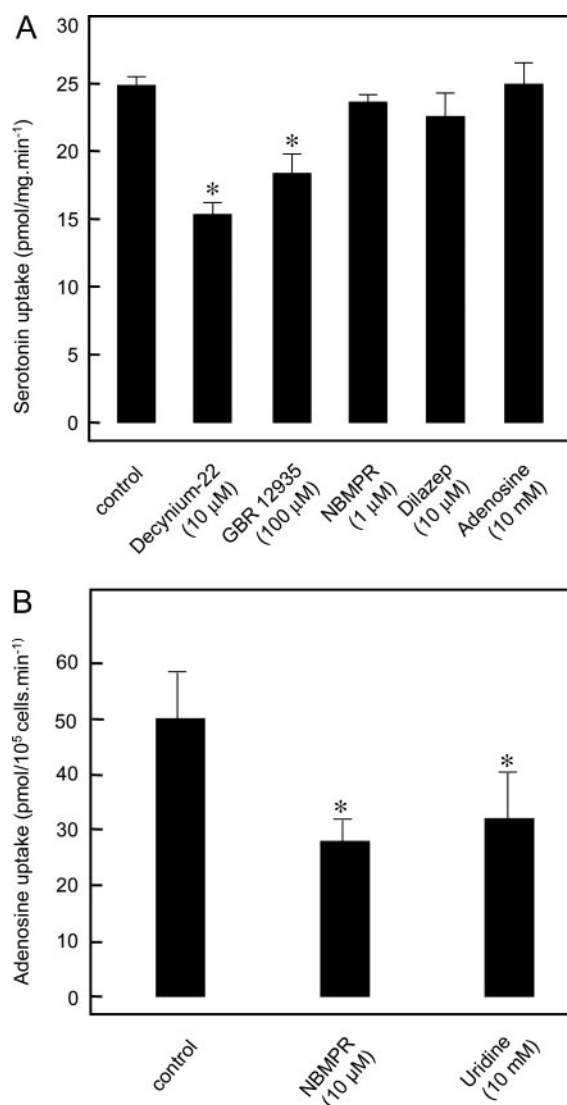 A
Serotonin uptake (pmol/mg.min⁻¹)
30
25
20
15
10
5
0
*
*
control
Decynium-22
(10 µM)
GBR 12935
(100 µM)
NBMPR
(1 µM)
Dilazep
(10 µM)
Adenosine
(10 mM)
B
Adenosine uptake (pmol/10⁵ cells.min⁻¹)
60
50
40
30
20
10
0
*
*
control
NBMPR
(10 µM)
Uridine
(10 mM)